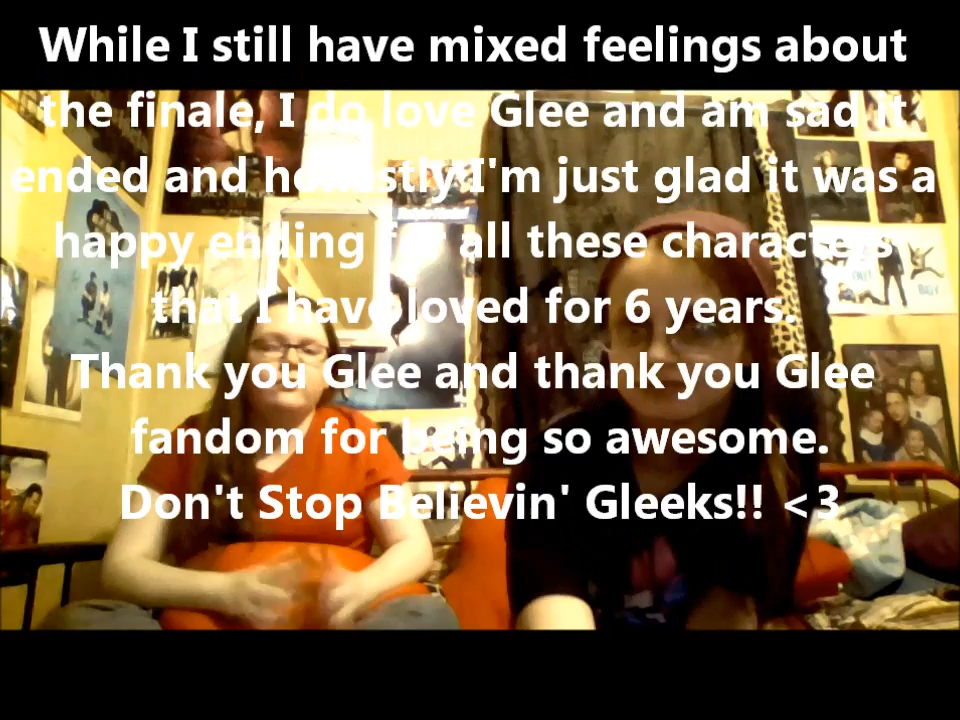 While I still have mixed feelings about
the finale, I do love Glee and am sad it
ended and honestly I'm just glad it was a
happy ending for all these characters
that I have loved for 6 years.
Thank you Glee and thank you Glee
fandom for being so awesome.
Don't Stop Believin' Gleeks!! <3